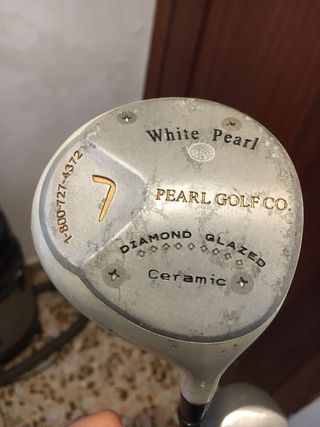 White Pearl
1-800-727-4372
7
PEARL GOLF CO.
DIAMOND GLAZED
Ceramic